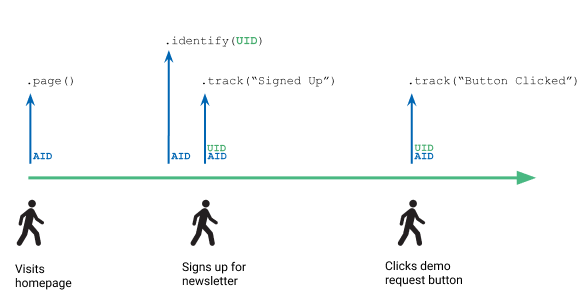 .identify(UID)
.page()
.track(“Signed Up”)
.track(“Button Clicked”)
AID
AID
UID
AID
UID
AID
Visits
homepage
Signs up for
newsletter
Clicks demo
request button